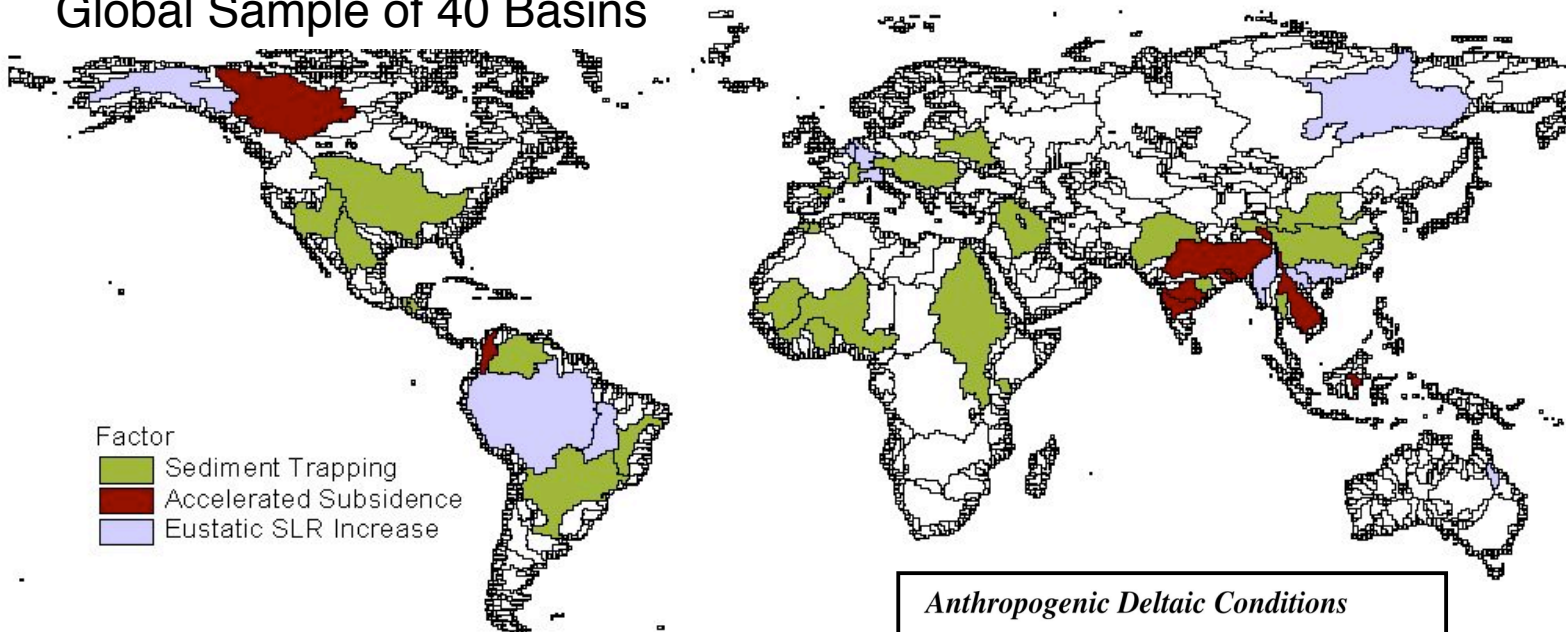 Global Sample of 40 Basins
Factor
Sediment Trapping
Accelerated Subsidence
Eustatic SLR Increase
Anthropogenic Deltaic Conditions